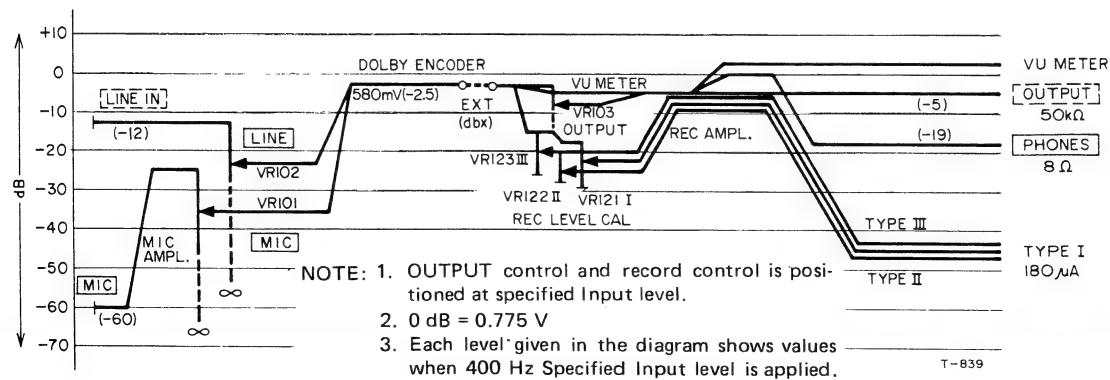 +10
0
-10
-20
-30
-40
-50
-60
-70
dB
LINE IN
(-12)
LINE
VR102
VR101
MIC AMPL.
MIC
MIC
(-60)
∞
∞
DOLBY ENCODER
580mV(-2.5)
EXT
(dbx)
VU METER
VR103
OUTPUT
REC AMPL.
VR123 III
VR122 II
VR121 I
REC LEVEL CAL
VU METER
(-5)
OUTPUT
50kΩ
(-19)
PHONES
8Ω
TYPE III
TYPE I
180μA
TYPE II
NOTE: 1. OUTPUT control and record control is posi-
tioned at specified Input level.
2. 0 dB = 0.775 V
3. Each level given in the diagram shows values
when 400 Hz Specified Input level is applied.
T-839